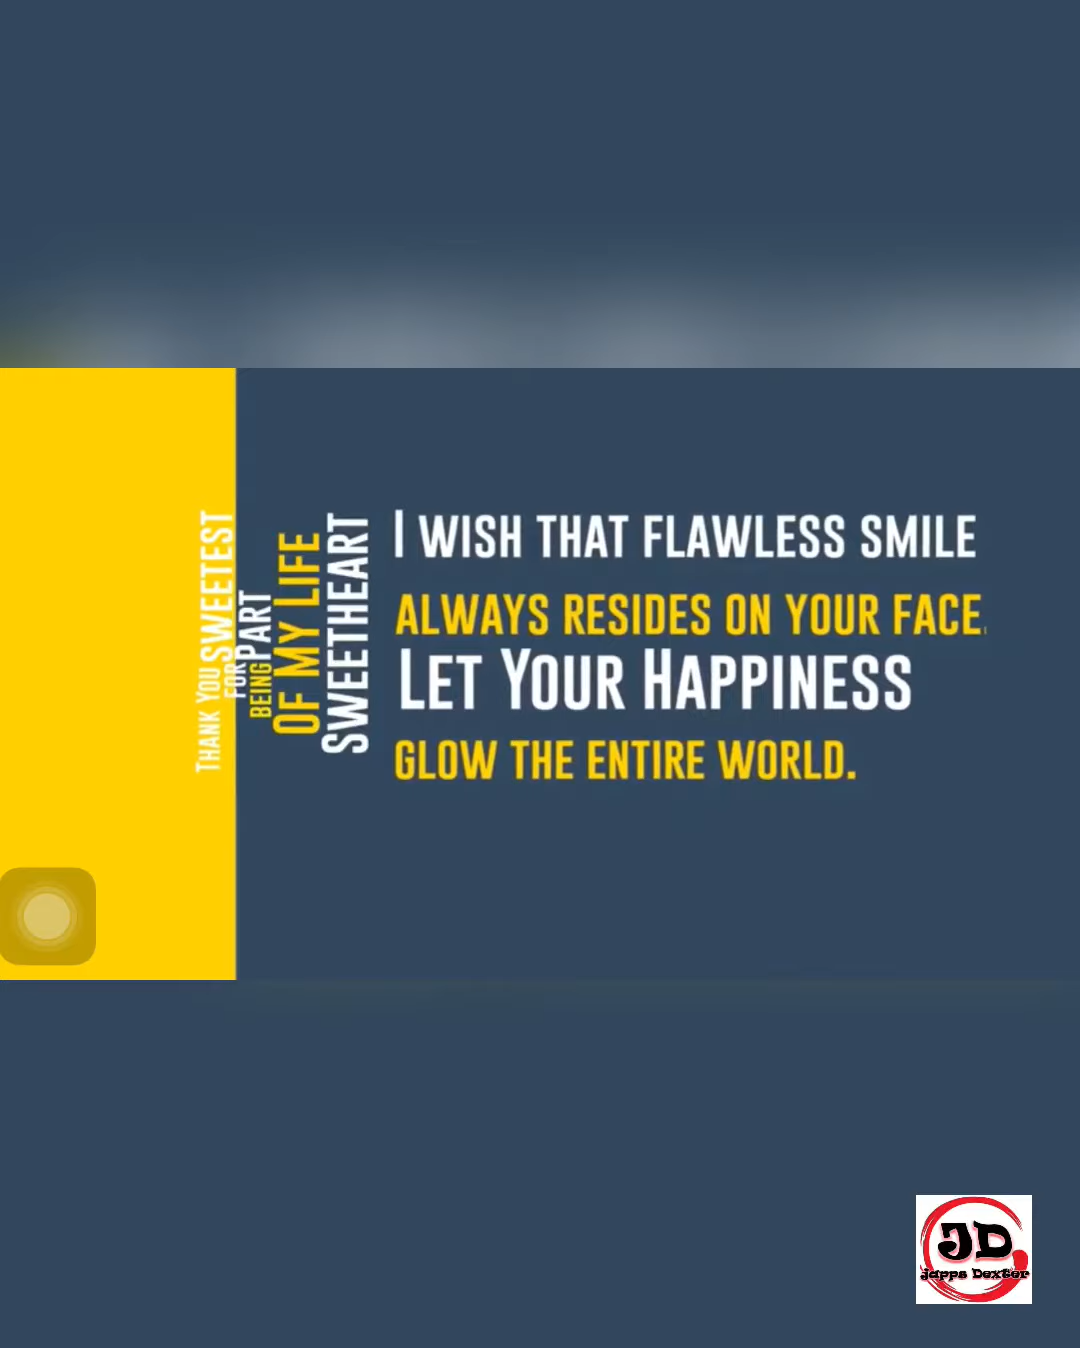 Thank You
for Sweetest
being Part
of My Life
Sweetheart
I wish that flawless smile
always resides on your face.
Let Your Happiness
glow the entire world.
JD
Japps Dexter